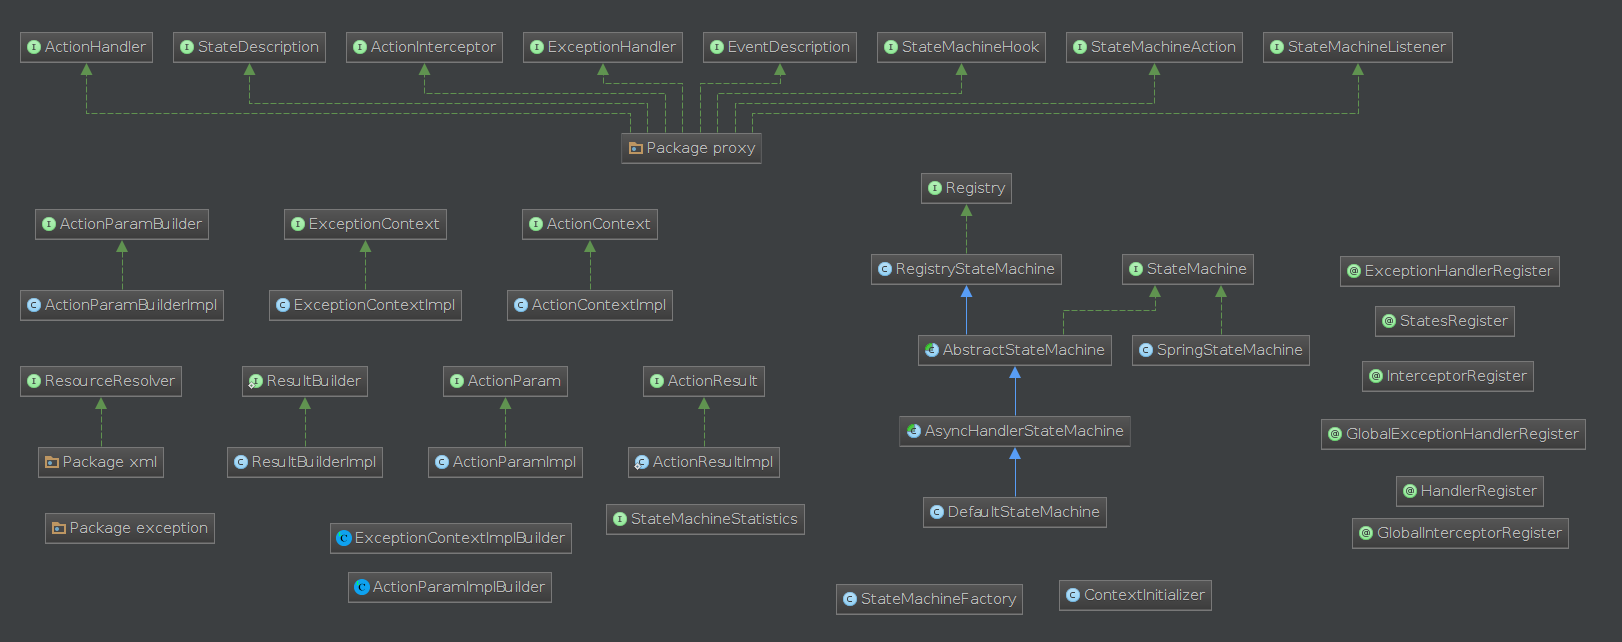 ActionHandler
StateDescription
ActionInterceptor
ExceptionHandler
EventDescription
StateMachineHook
StateMachineAction
StateMachineListener
Package proxy
Registry
ActionParamBuilder
ExceptionContext
ActionContext
RegistryStateMachine
StateMachine
ExceptionHandlerRegister
ActionParamBuilderImpl
ExceptionContextImpl
ActionContextImpl
StatesRegister
AbstractStateMachine
SpringStateMachine
ResourceResolver
ResultBuilder
ActionParam
ActionResult
InterceptorRegister
AsyncHandlerStateMachine
GlobalExceptionHandlerRegister
Package xml
ResultBuilderImpl
ActionParamImpl
ActionResultImpl
HandlerRegister
Package exception
StateMachineStatistics
DefaultStateMachine
ExceptionContextImplBuilder
GlobalInterceptorRegister
ActionParamImplBuilder
StateMachineFactory
ContextInitializer